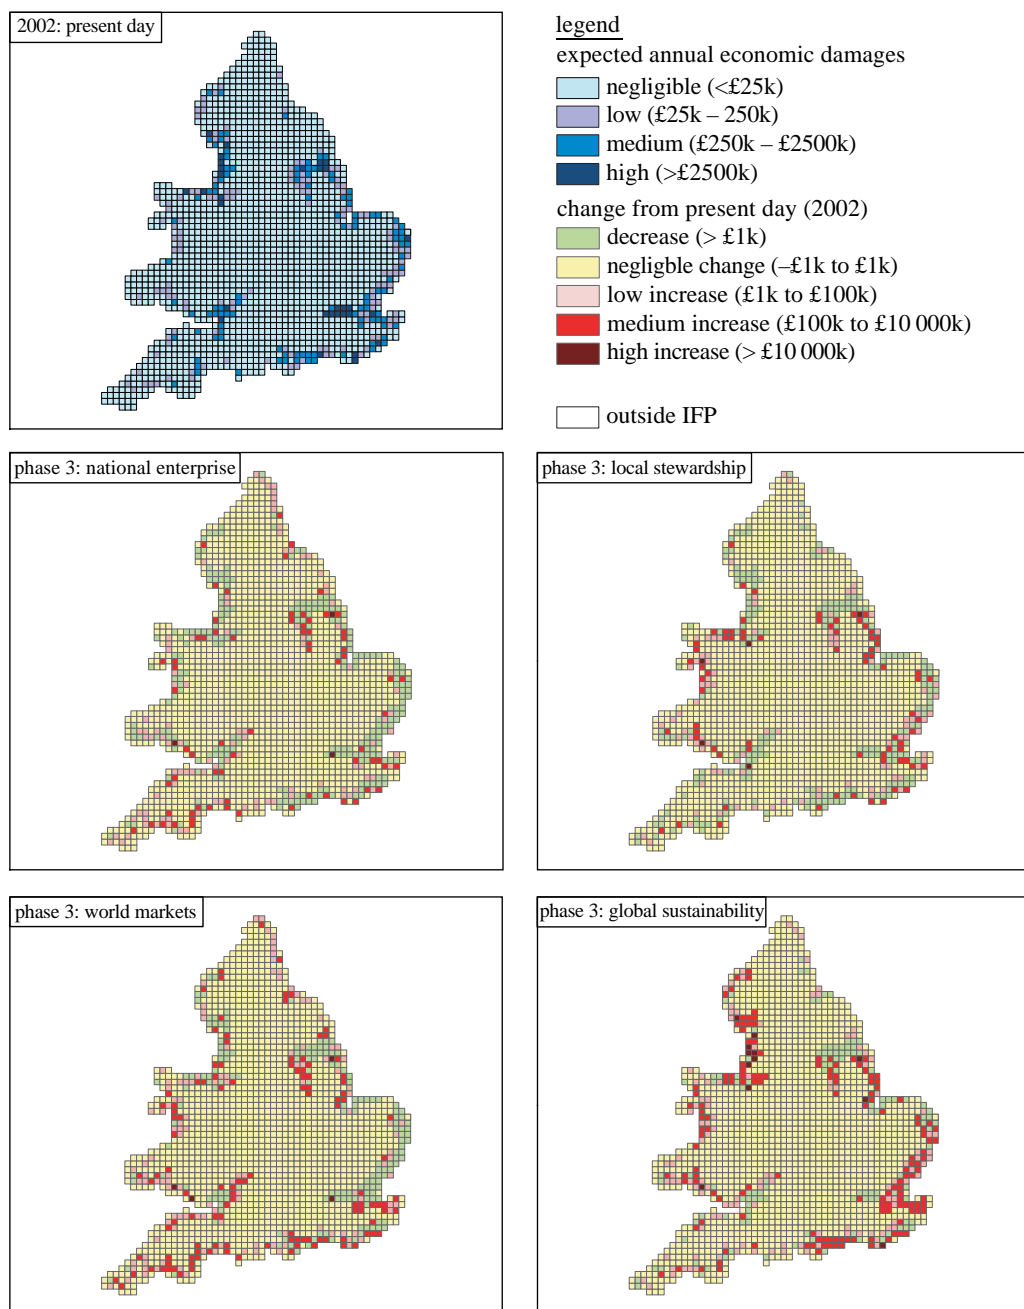 2002: present day
legend
expected annual economic damages
negligible (<£25k)
low (£25k – 250k)
medium (£250k – £2500k)
high (>£2500k)
change from present day (2002)
decrease (> £1k)
negligble change (–£1k to £1k)
low increase (£1k to £100k)
medium increase (£100k to £10 000k)
high increase (> £10 000k)
outside IFP
phase 3: national enterprise
phase 3: local stewardship
phase 3: world markets
phase 3: global sustainability